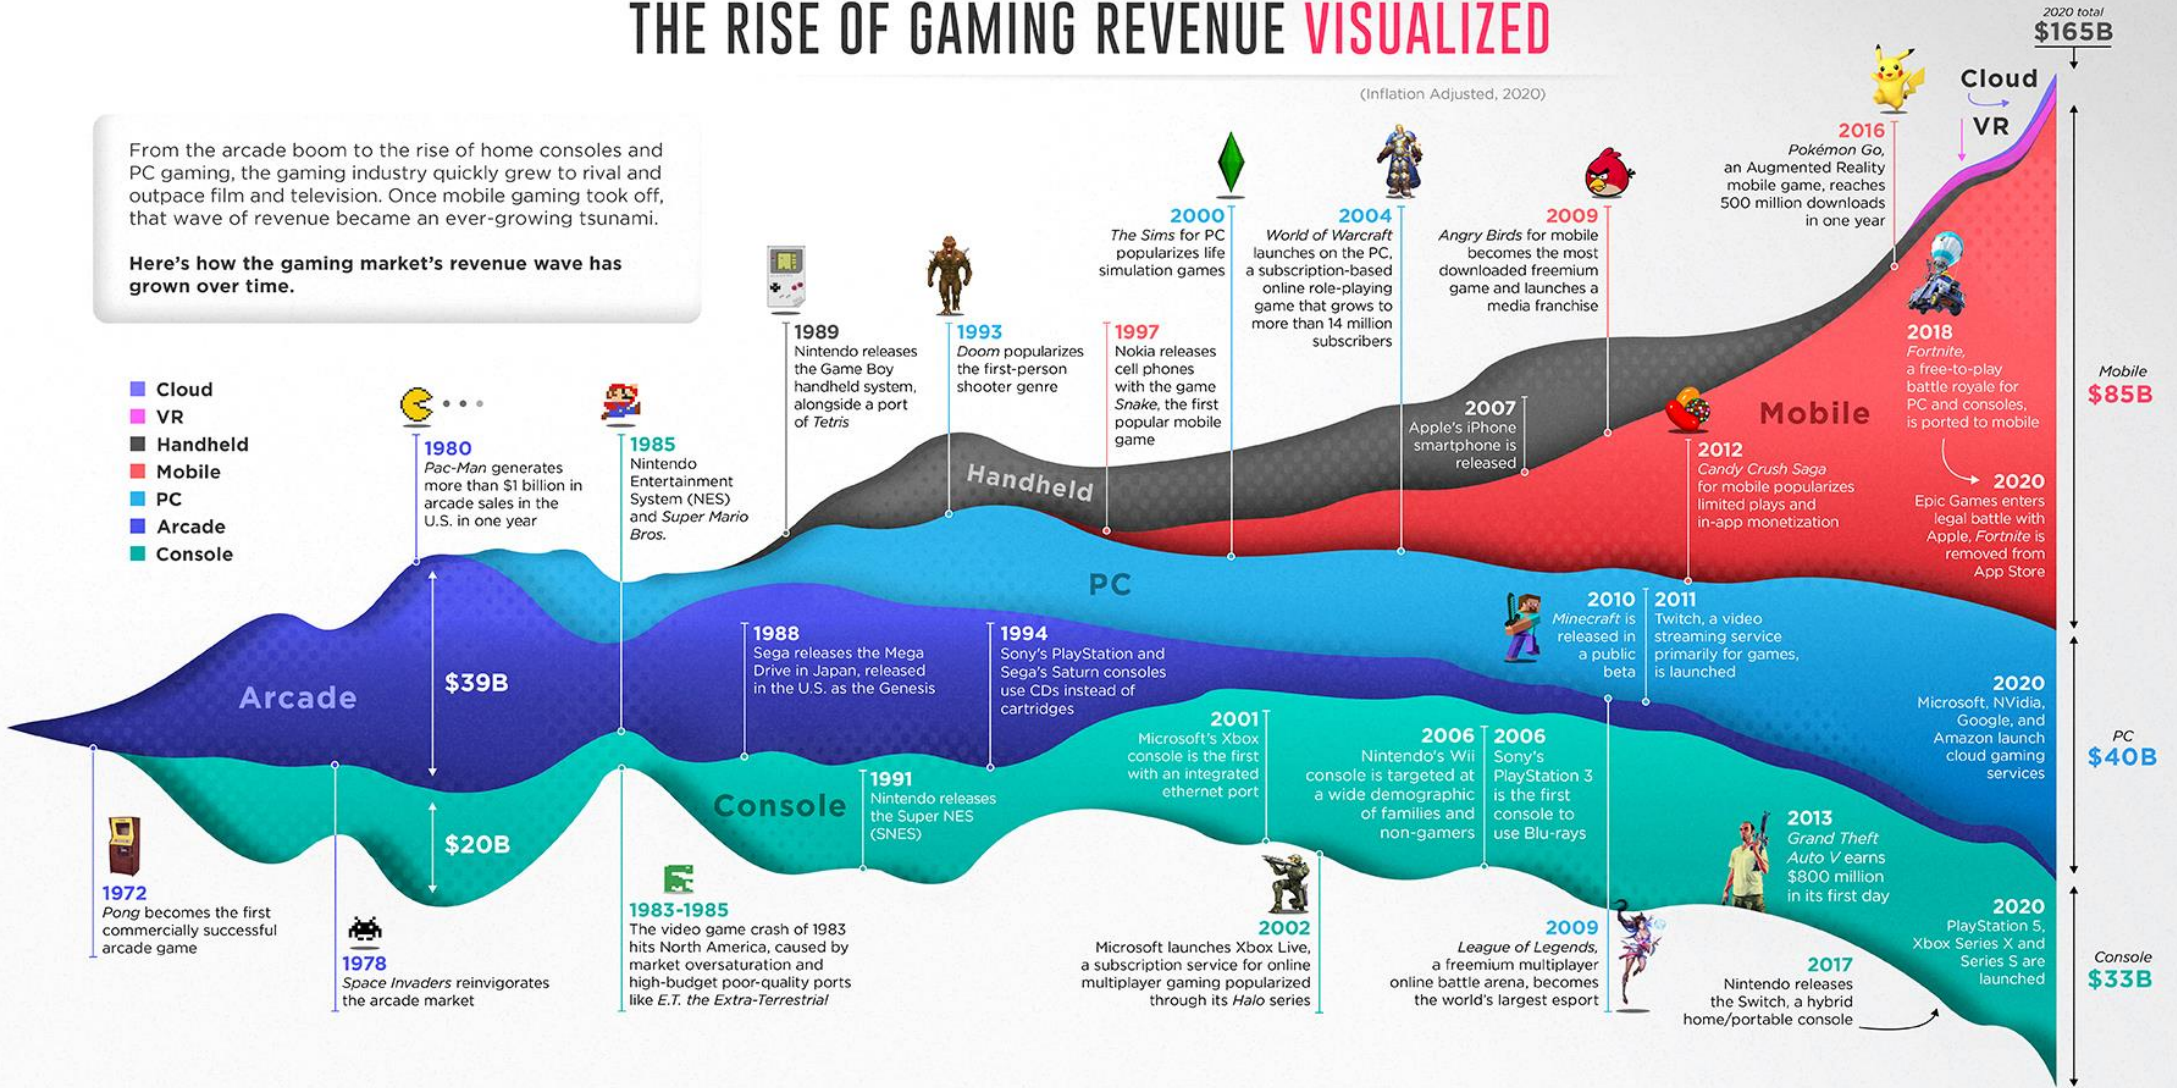 THE RISE OF GAMING REVENUE VISUALIZED
(Inflation Adjusted, 2020)
2020 total
$165B
From the arcade boom to the rise of home consoles and
PC gaming, the gaming industry quickly grew to rival and
outpace film and television. Once mobile gaming took off,
that wave of revenue became an ever-growing tsunami.
Here's how the gaming market's revenue wave has
grown over time.
Cloud
VR
Handheld
Mobile
PC
Arcade
Console
1980
Pac-Man generates
more than $1 billion in
arcade sales in the
U.S. in one year
1985
Nintendo
Entertainment
System (NES)
and Super Mario
Bros.
1989
Nintendo releases
the Game Boy
handheld system,
alongside a port
of Tetris
1993
Doom popularizes
the first-person
shooter genre
1997
Nokia releases
cell phones
with the game
Snake, the first
popular mobile
game
2000
The Sims for PC
popularizes life
simulation games
2004
World of Warcraft
launches on the PC,
a subscription-based
online role-playing
game that grows to
more than 14 million
subscribers
2009
Angry Birds for mobile
becomes the most
downloaded freemium
game and launches a
media franchise
2016
Pokémon Go,
an Augmented Reality
mobile game, reaches
500 million downloads
in one year
Cloud
VR
2018
Fortnite,
a free-to-play
battle royale for
PC and consoles,
is ported to mobile
2020
Epic Games enters
legal battle with
Apple, Fortnite is
removed from
App Store
2007
Apple's iPhone
smartphone is
released
2012
Candy Crush Saga
for mobile popularizes
limited plays and
in-app monetization
Handheld
Mobile
PC
Arcade
Console
$39B
$20B
1988
Sega releases the Mega
Drive in Japan, released
in the U.S. as the Genesis
1994
Sony's PlayStation and
Sega's Saturn consoles
use CDs instead of
cartridges
2010
Minecraft is
released in
a public
beta
2011
Twitch, a video
streaming service
primarily for games,
is launched
2020
Microsoft, NVidia,
Google, and
Amazon launch
cloud gaming
services
1991
Nintendo releases
the Super NES
(SNES)
2001
Microsoft's Xbox
console is the first
with an integrated
ethernet port
2006
Nintendo's Wii
console is targeted at
a wide demographic
of families and
non-gamers
2006
Sony's
PlayStation 3
is the first
console to
use Blu-rays
2013
Grand Theft
Auto V earns
$800 million
in its first day
2020
PlayStation 5,
Xbox Series X and
Series S are
launched
1972
Pong becomes the first
commercially successful
arcade game
1978
Space Invaders reinvigorates
the arcade market
1983-1985
The video game crash of 1983
hits North America, caused by
market oversaturation and
high-budget poor-quality ports
like E.T. the Extra-Terrestrial
2002
Microsoft launches Xbox Live,
a subscription service for online
multiplayer gaming popularized
through its Halo series
2009
League of Legends,
a freemium multiplayer
online battle arena, becomes
the world's largest esport
2017
Nintendo releases
the Switch, a hybrid
home/portable console
Mobile
$85B
PC
$40B
Console
$33B